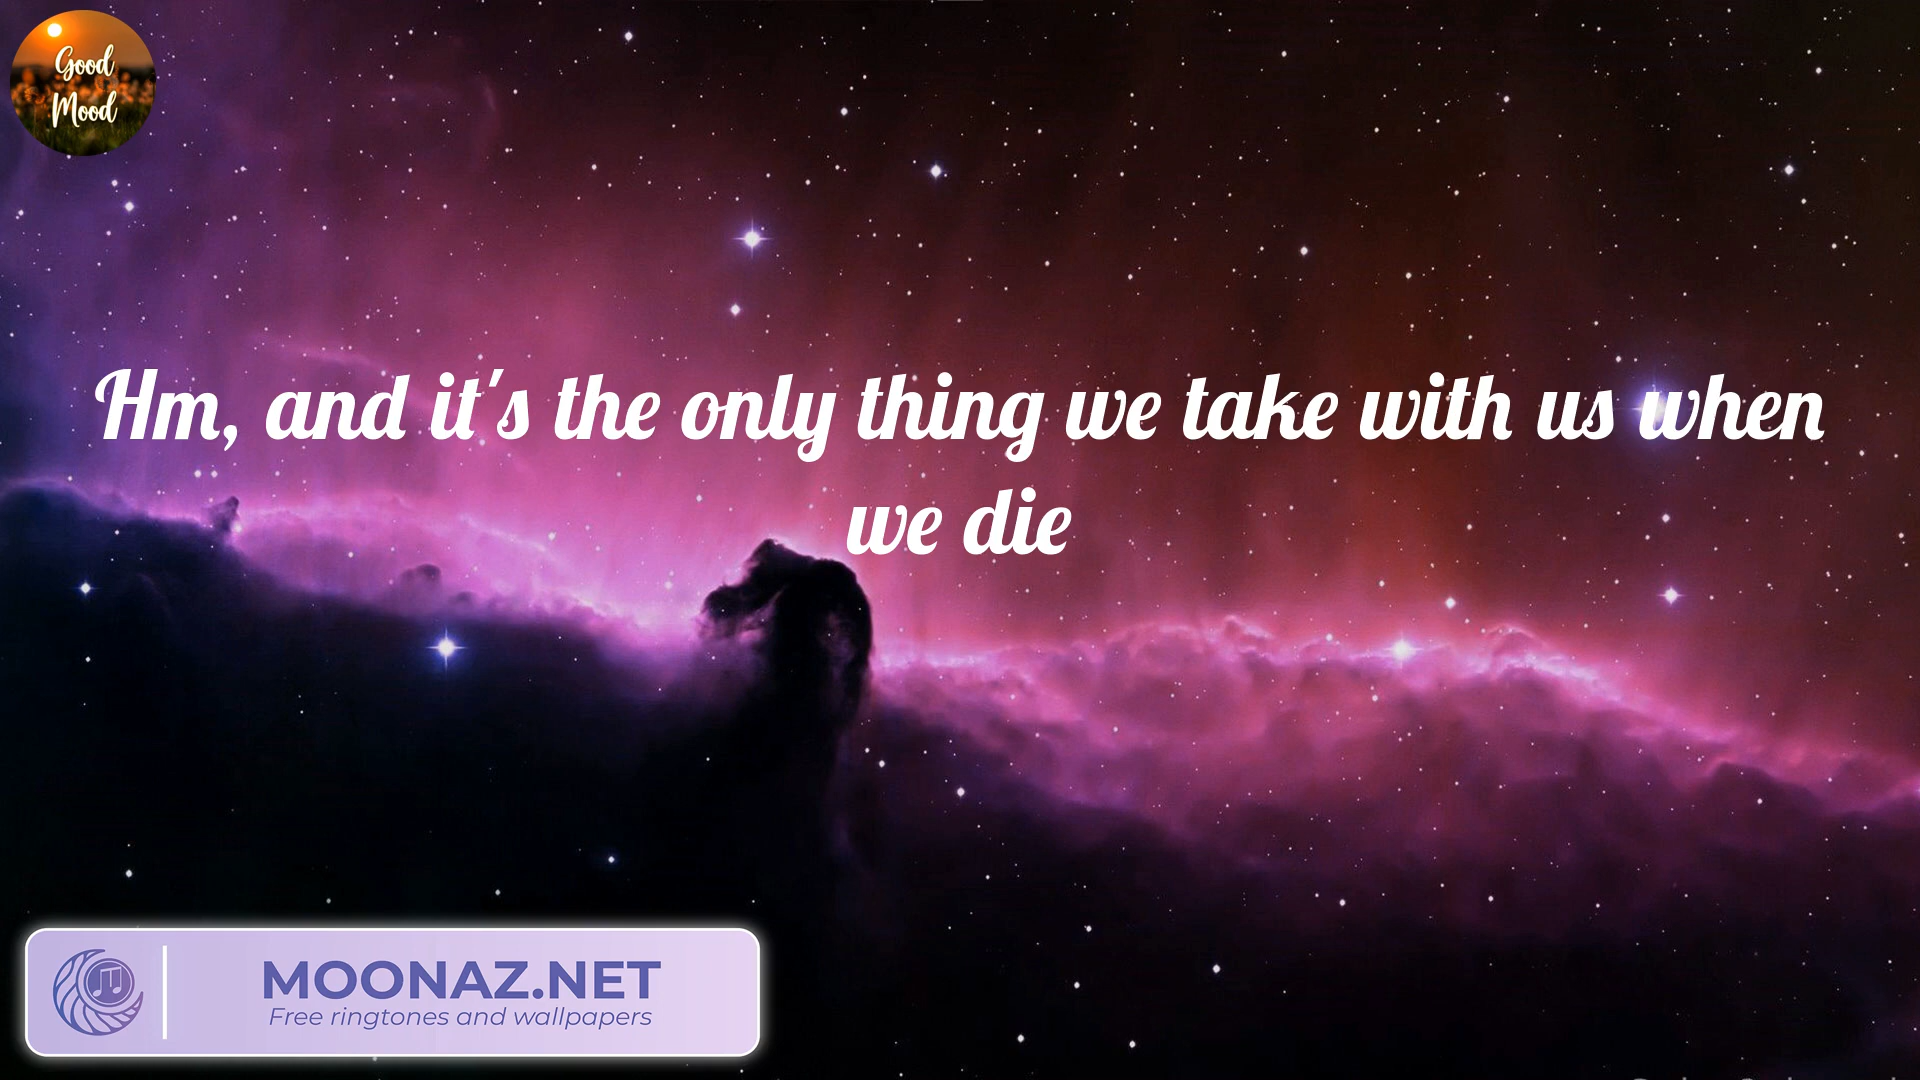 Good
Mood
Hm, and it's the only thing we take with us when
we die
MOONAZ.NET
Free ringtones and wallpapers